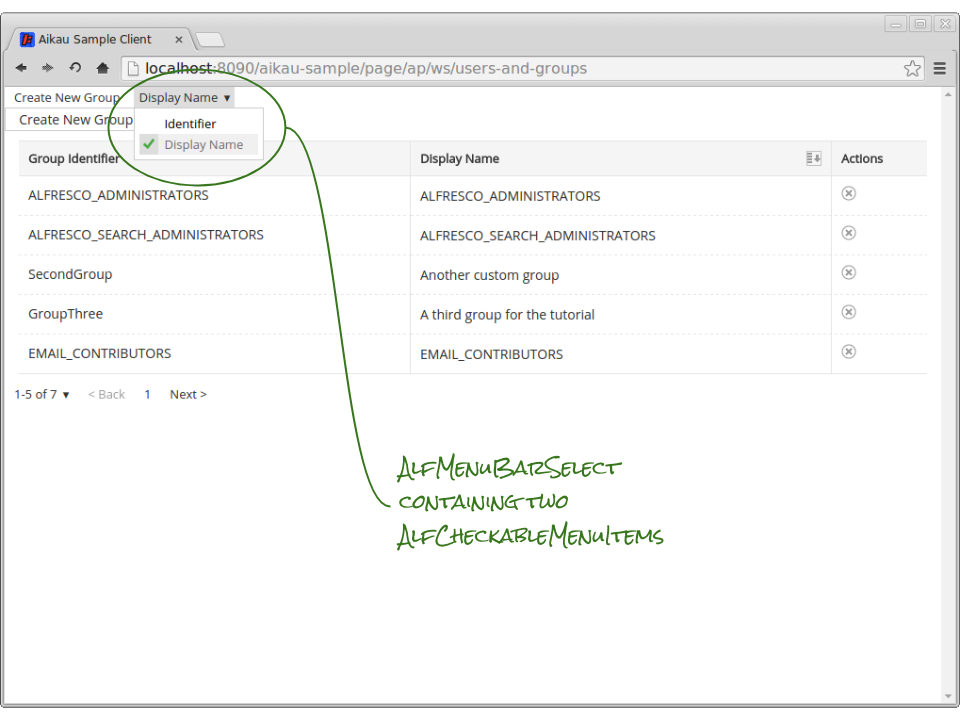 Aikau Sample Client ×
localhost:8090/aikau-sample/page/ap/ws/users-and-groups
Create New Group Display Name ▾
Create New Group
Identifier
Display Name
Group Identifier Display Name Actions
ALFRESCO_ADMINISTRATORS ALFRESCO_ADMINISTRATORS
ALFRESCO_SEARCH_ADMINISTRATORS ALFRESCO_SEARCH_ADMINISTRATORS
SecondGroup Another custom group
GroupThree A third group for the tutorial
EMAIL_CONTRIBUTORS EMAIL_CONTRIBUTORS
1-5 of 7 ▾ < Back 1 Next >
AlfMenuBarSelect
containing two
AlfCheckableMenuItems